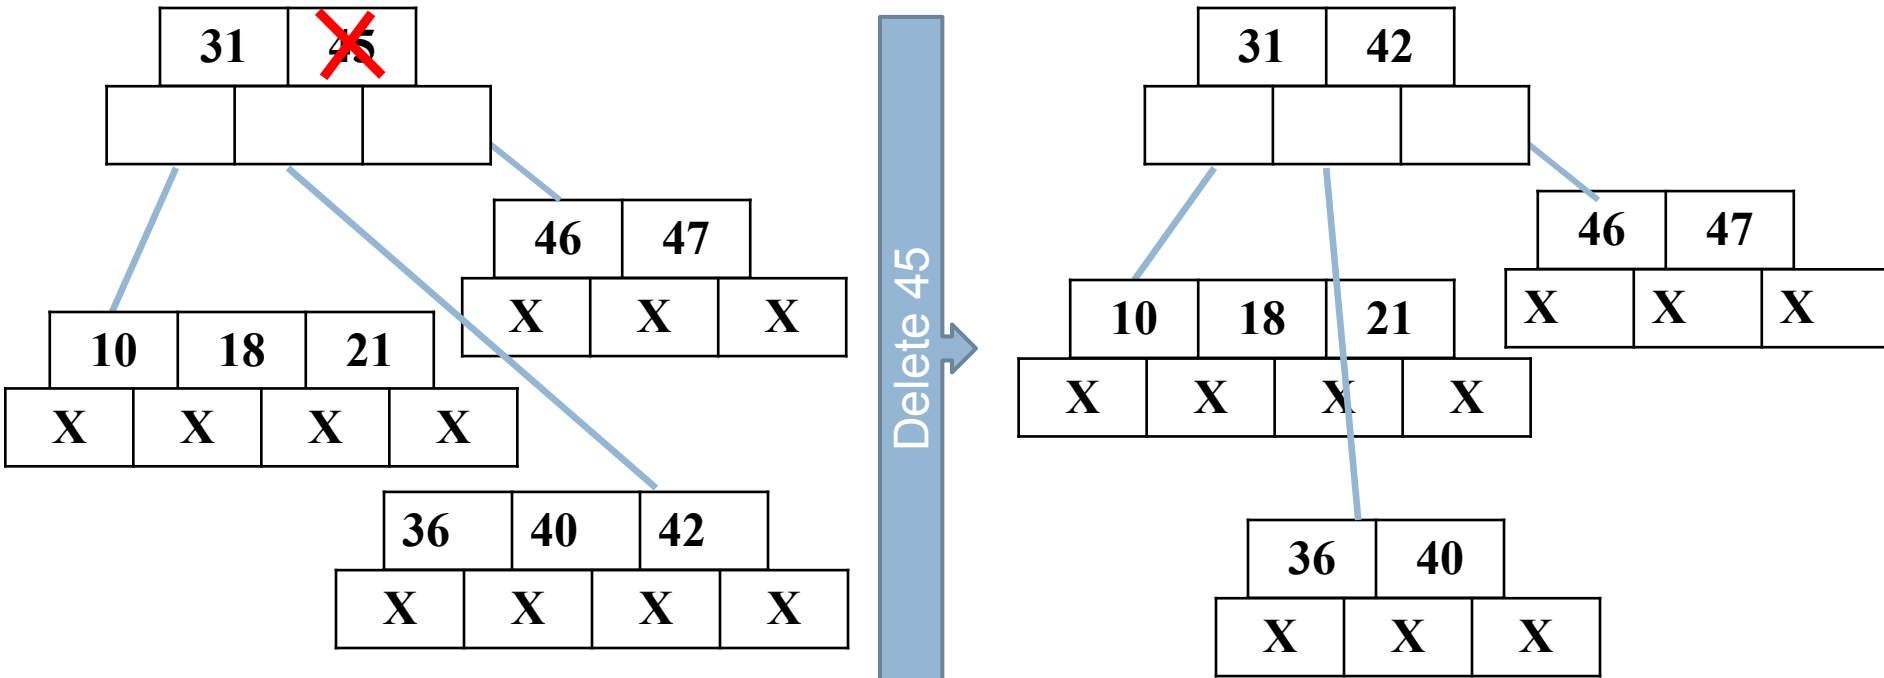 31 45
46 47
X X X
10 18 21
X X X X
36 40 42
X X X X
Delete 45
31 42
46 47
X X X
10 18 21
X X X X
36 40
X X X